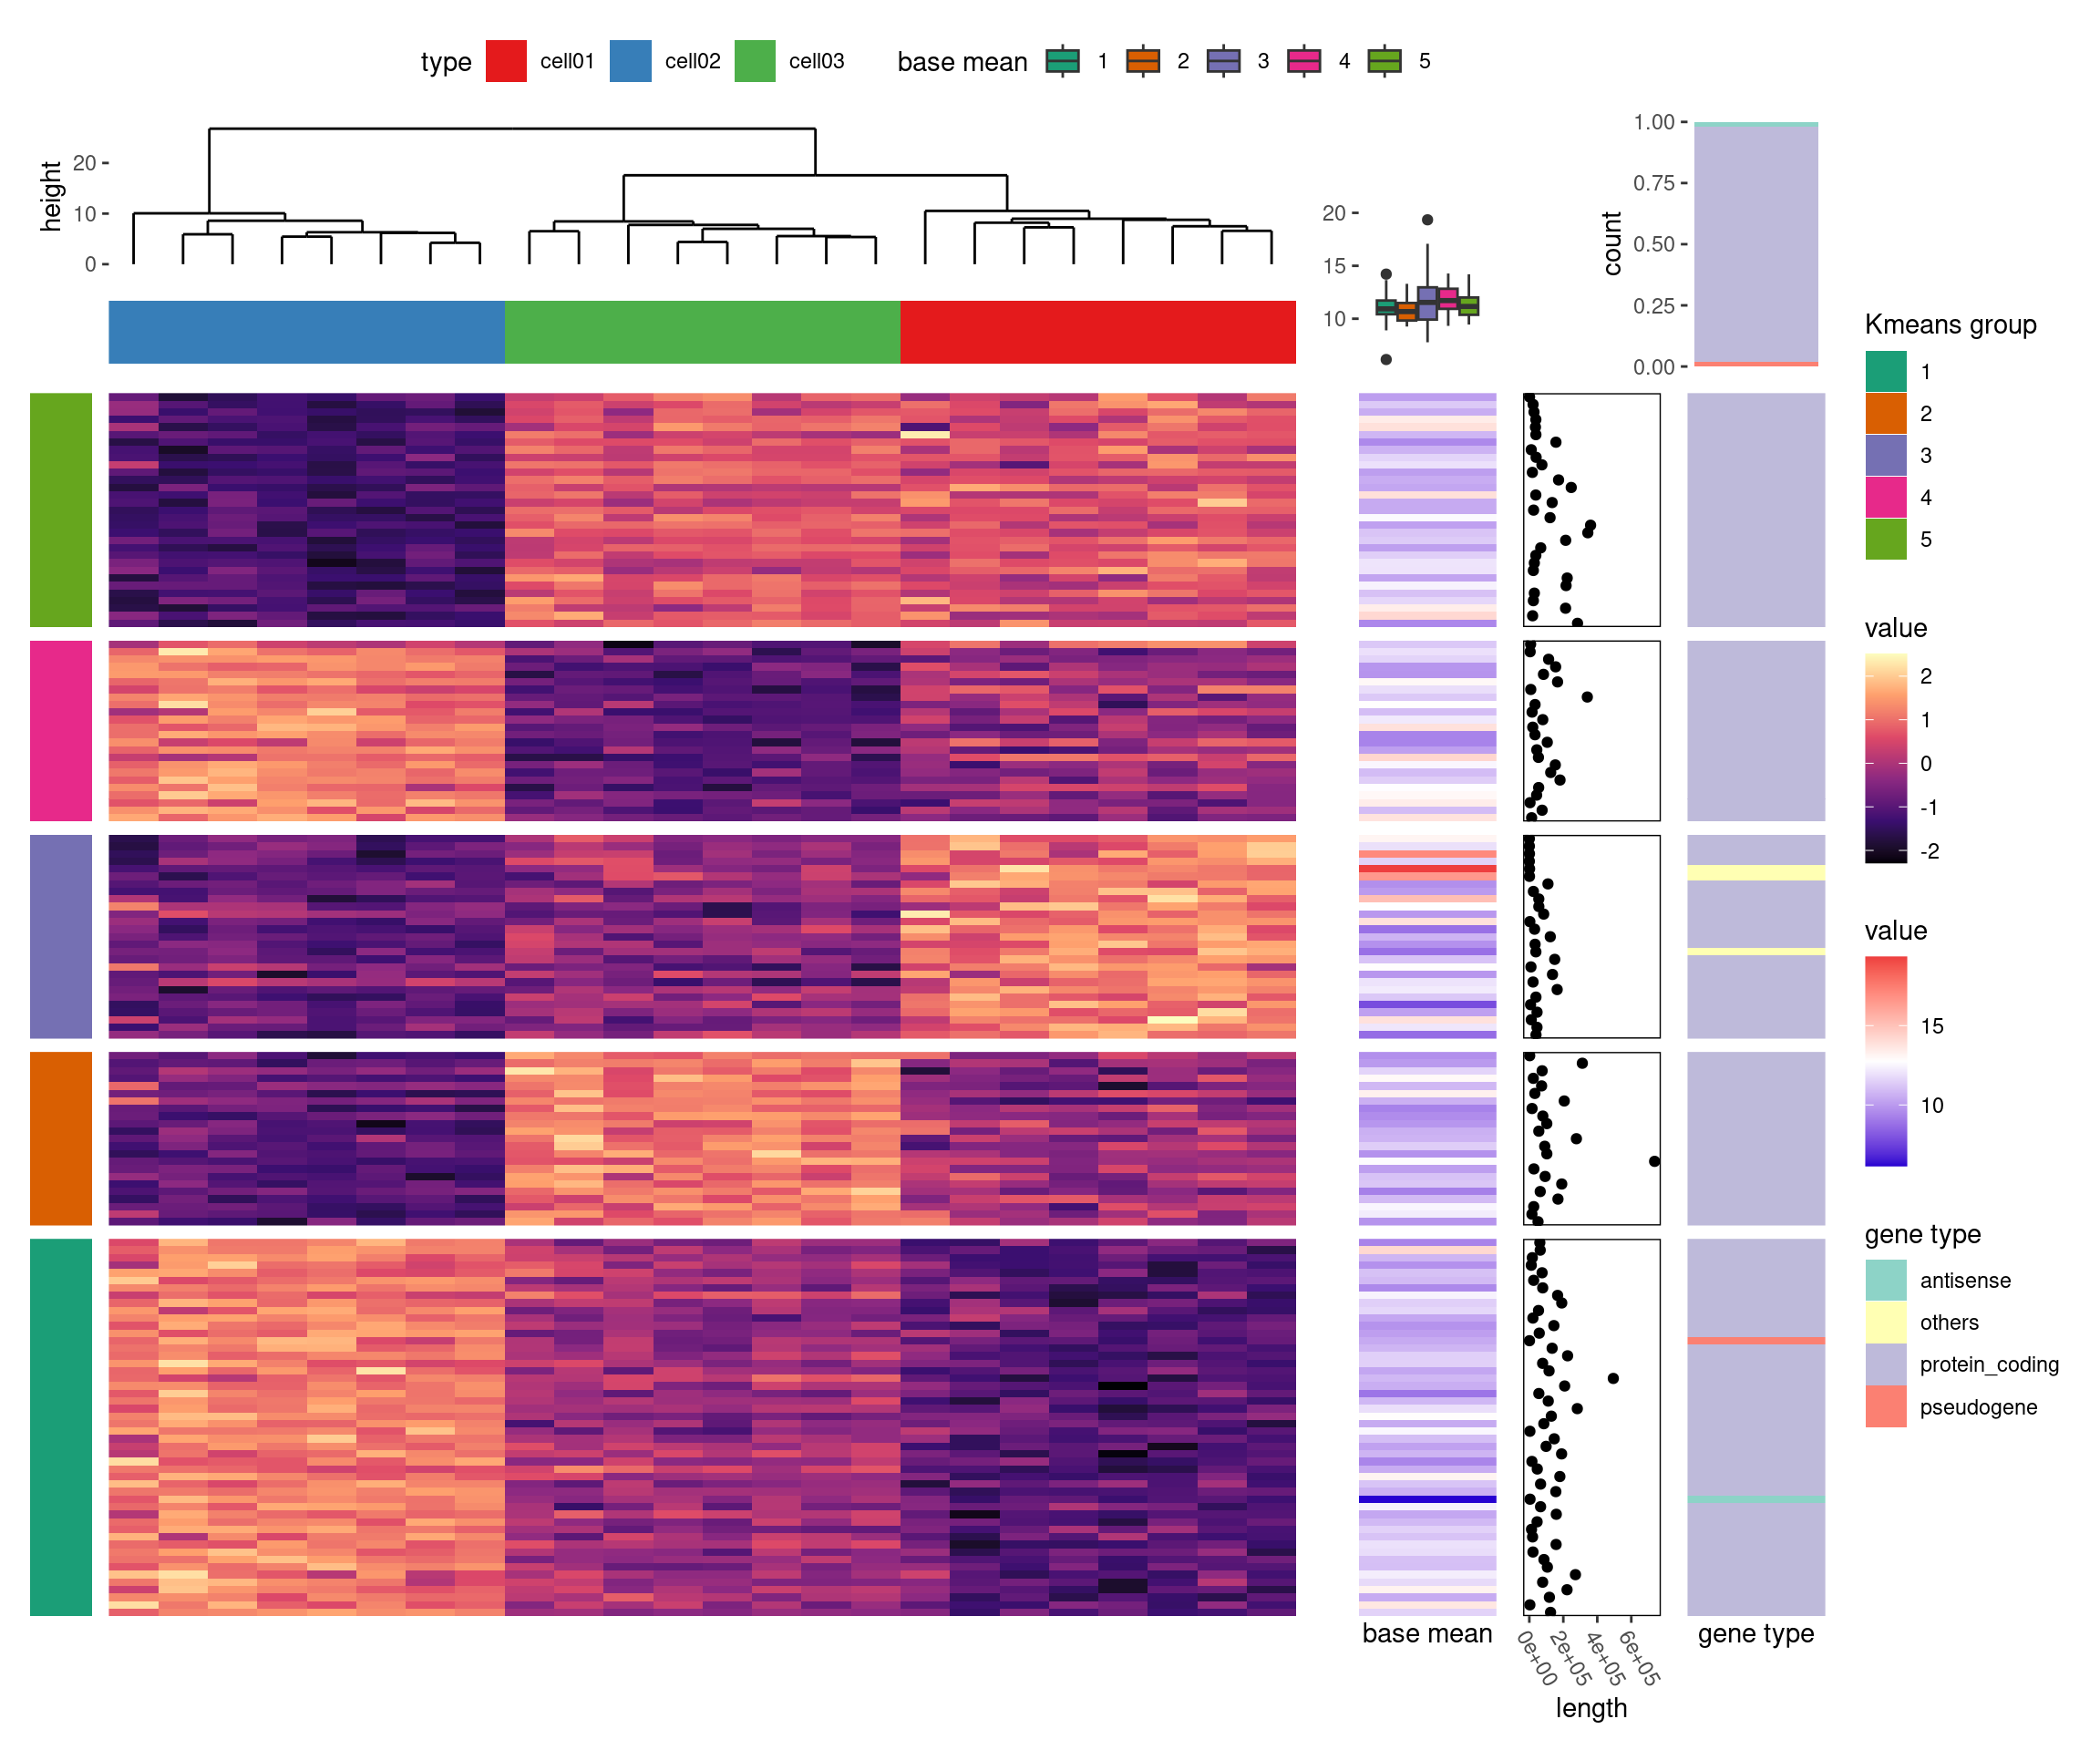 type cell01 cell02 cell03 base mean 1 2 3 4 5
height
20
10
0
20
15
10
count
1.00
0.75
0.50
0.25
0.00
Kmeans group
1
2
3
4
5
value
2
1
0
-1
-2
value
15
10
gene type
antisense
others
protein_coding
pseudogene
base mean
0e+00
2e+05
4e+05
6e+05
length
gene type